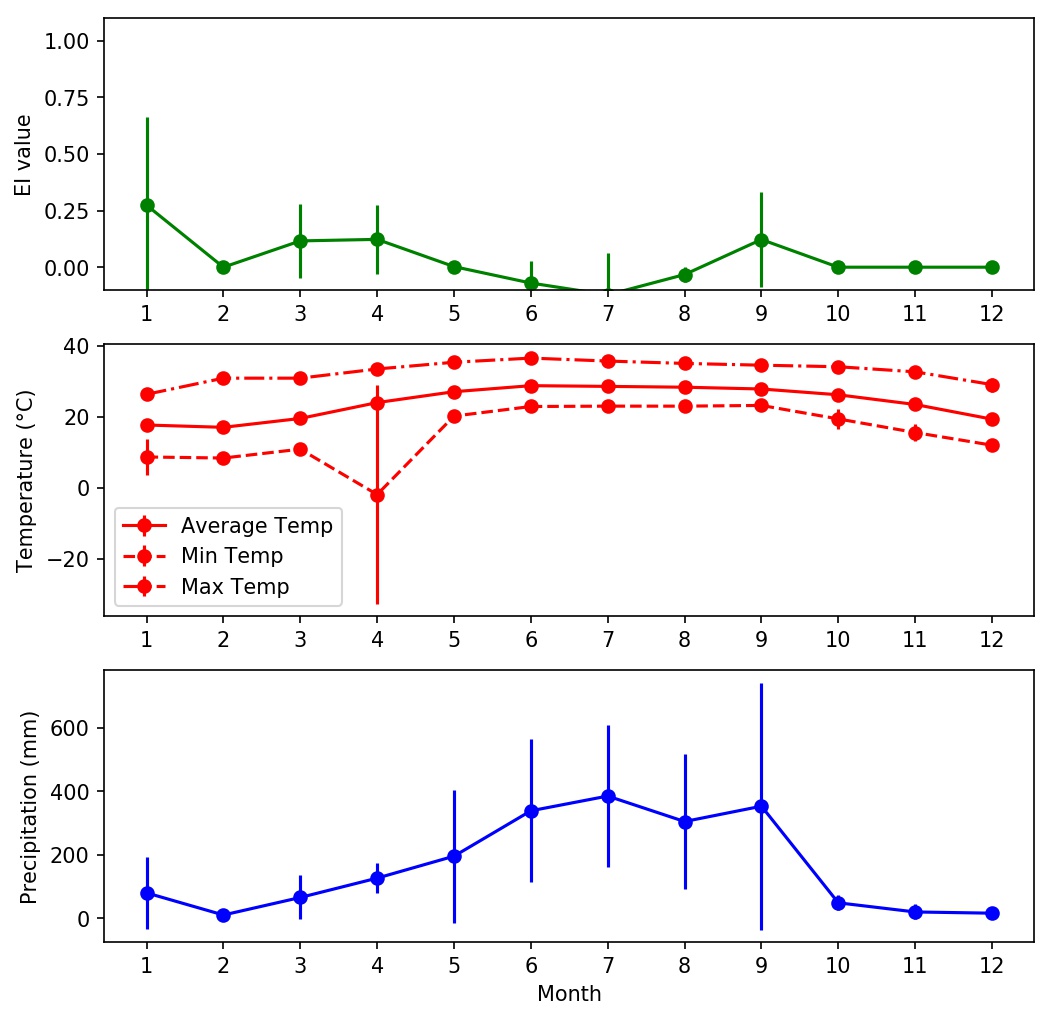 EI value
1.00
0.75
0.50
0.25
0.00
1 2 3 4 5 6 7 8 9 10 11 12
Temperature (°C)
40
20
0
−20
Average Temp
Min Temp
Max Temp
1 2 3 4 5 6 7 8 9 10 11 12
Precipitation (mm)
600
400
200
0
1 2 3 4 5 6 7 8 9 10 11 12
Month